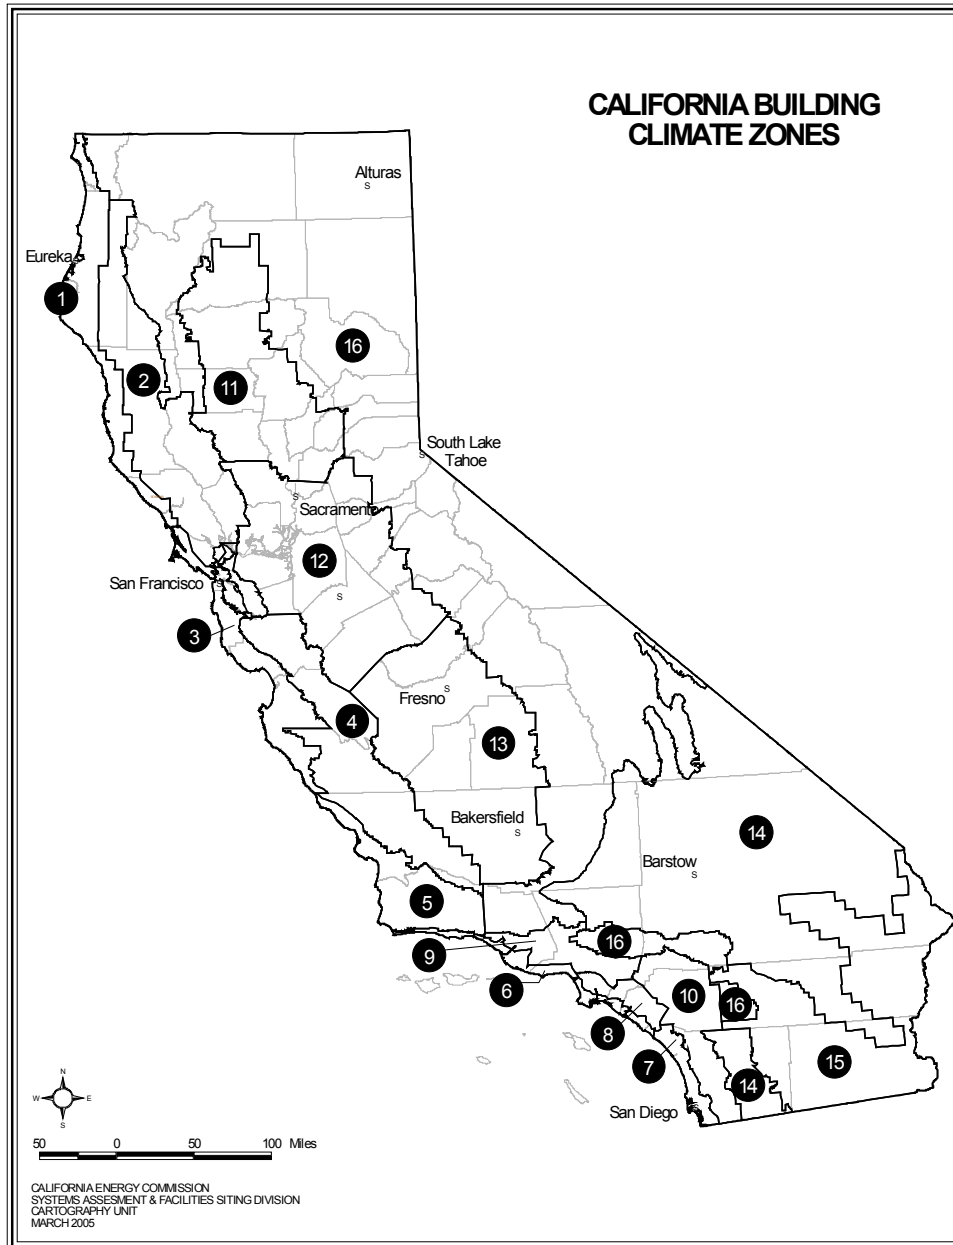 CALIFORNIA BUILDING
CLIMATE ZONES
Alturas
S
Eureka
1
16
2
11
South Lake
Tahoe
S
S
Sacramento
12
San Francisco
S
S
3
Fresno
S
4
13
Bakersfield
S
14
Barstow
S
5
9
16
6
10
16
8
7
15
14
San Diego
N
W
E
S
50
0
50
100 Miles
CALIFORNIA ENERGY COMMISSION
SYSTEMS ASSESMENT & FACILITIES SITING DIVISION
CARTOGRAPHY UNIT
MARCH 2005